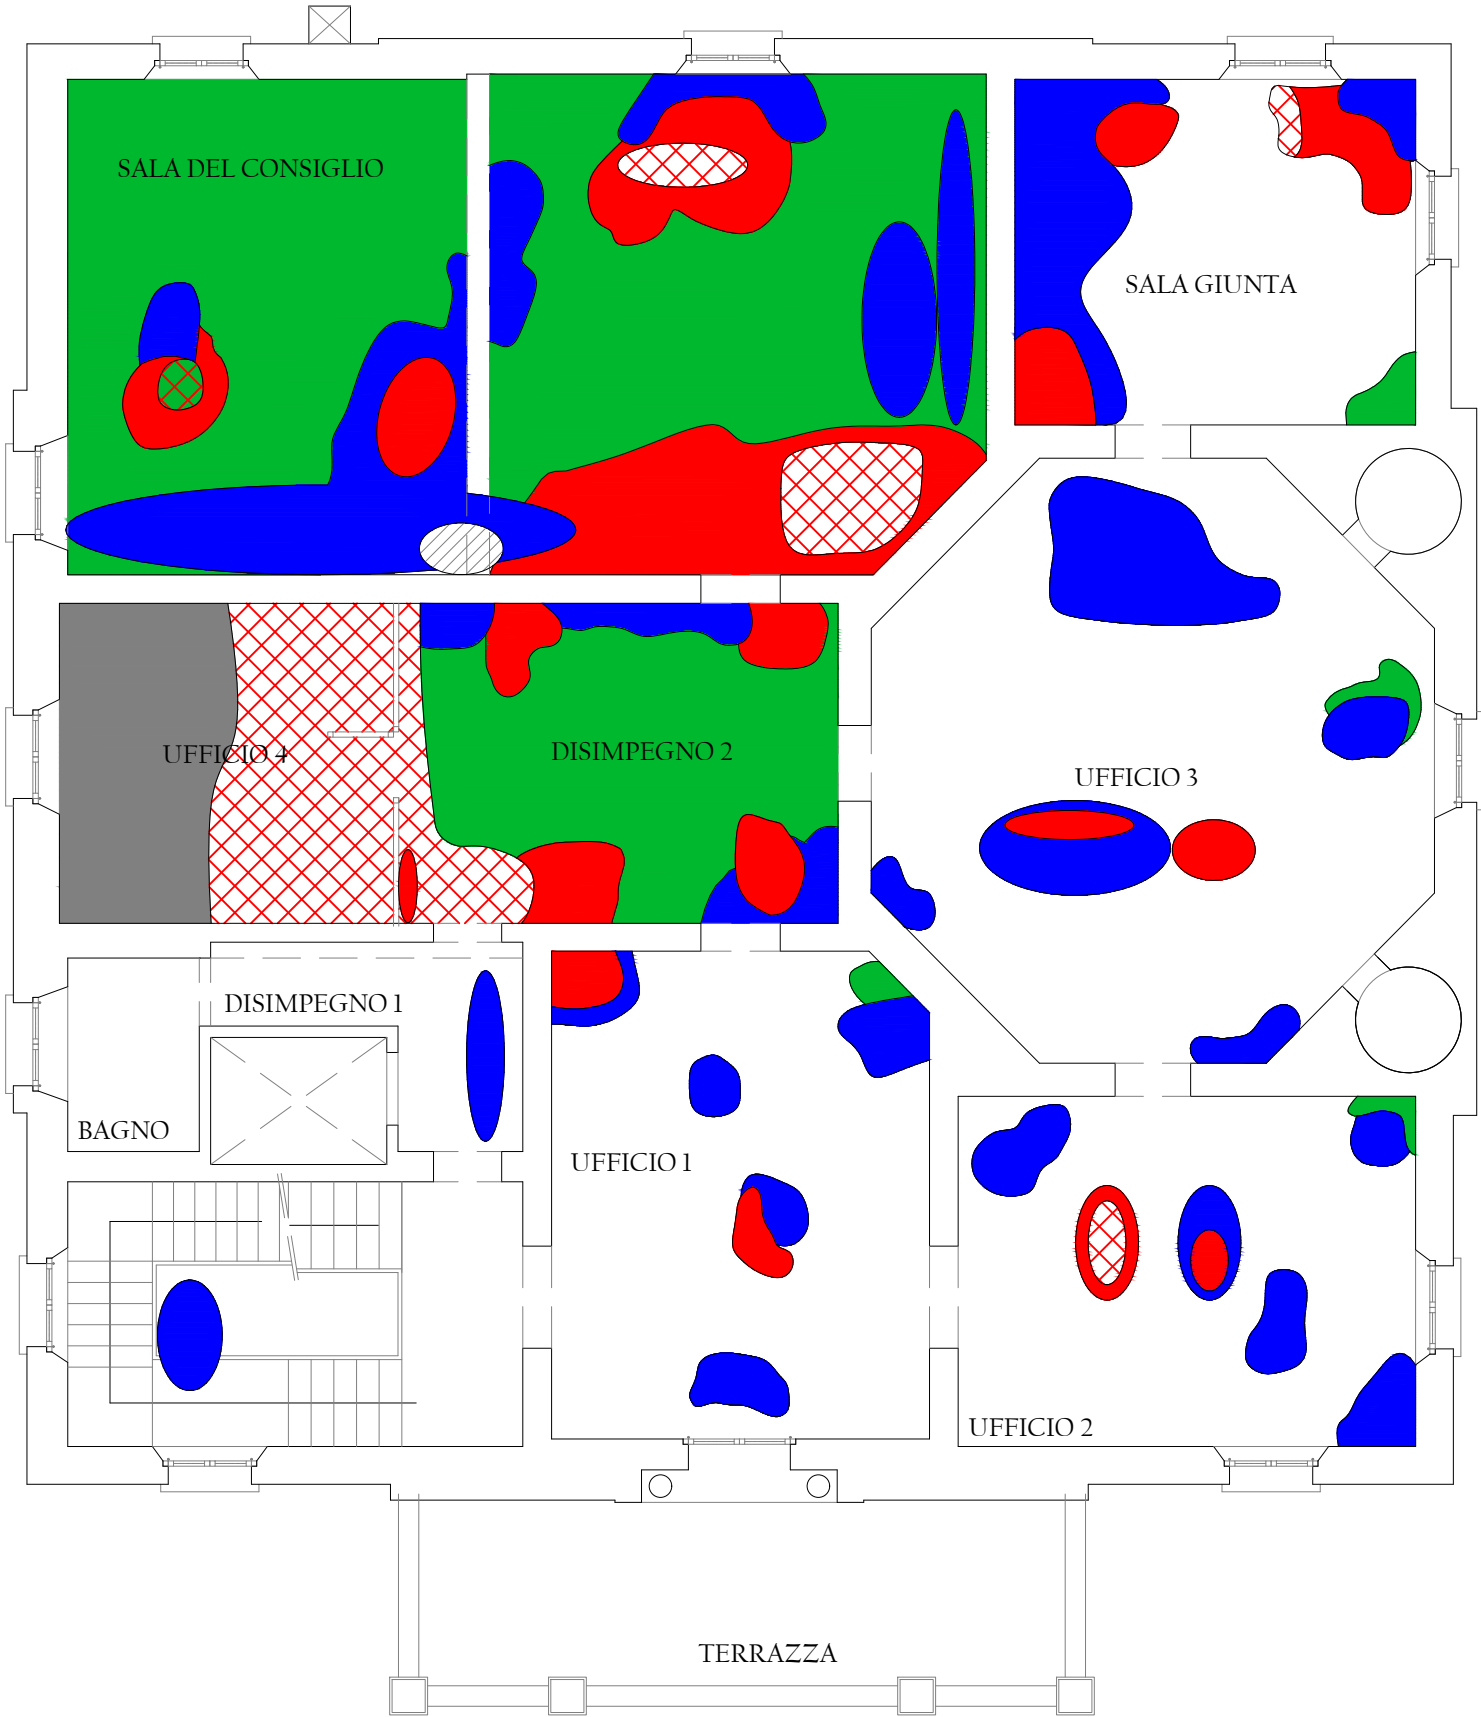 SALA DEL CONSIGLIO
SALA GIUNTA
UFFICIO 4
DISIMPEGNO 2
UFFICIO 3
DISIMPEGNO 1
BAGNO
UFFICIO 1
UFFICIO 2
TERRAZZA